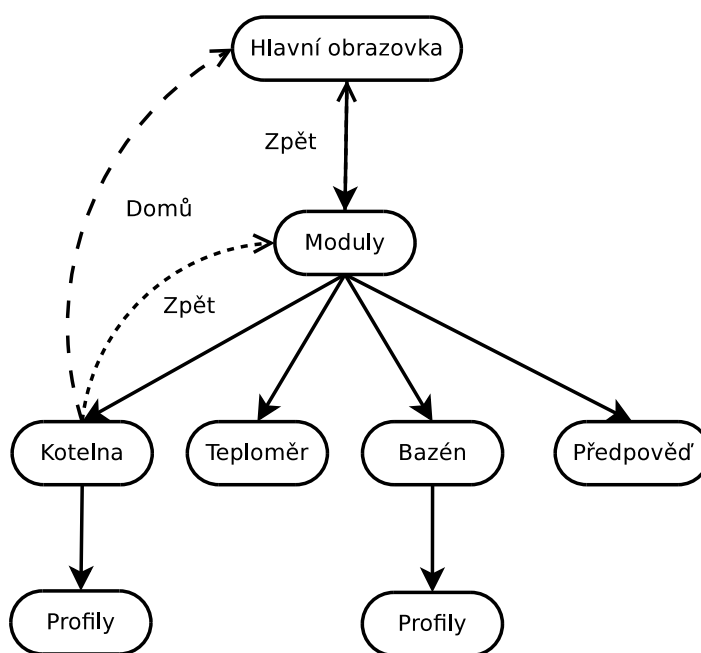 Hlavní obrazovka
Zpět
Domů
Moduly
Zpět
Kotelna
Teploměr
Bazén
Předpověď
Profily
Profily